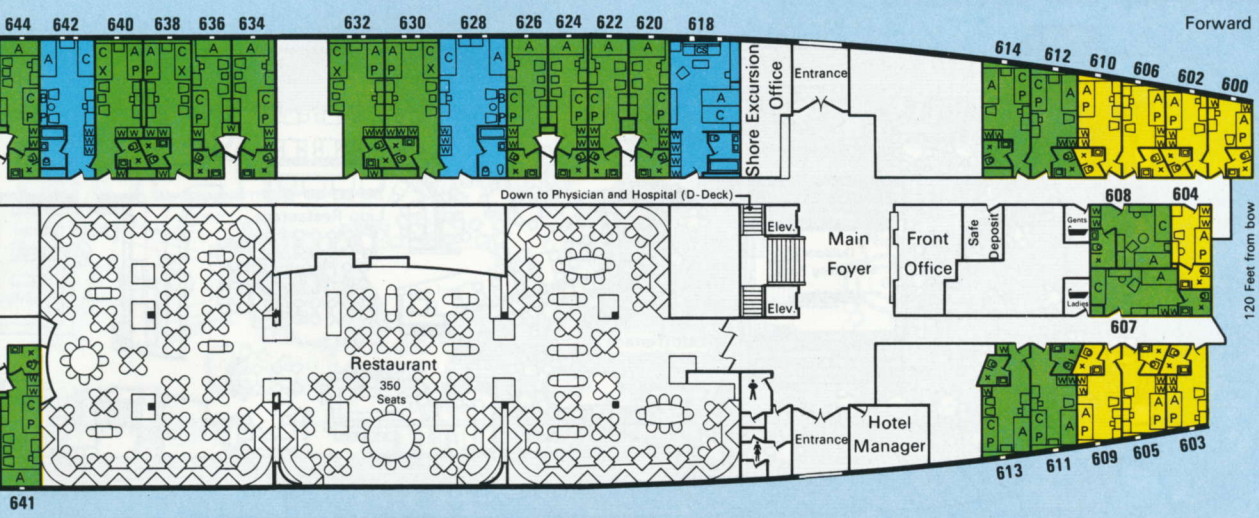 644 642 640 638 636 634 632 630 628 626 624 622 620 618
Forward
614 612 610 606 602 600
Shore Excursion
Office
Entrance
Down to Physician and Hospital (D-Deck)
Elev.
Main
Foyer
Elev.
Front
Office
Safe
Deposit
Gents
Ladies
608 604
607
120 Feet from bow
Restaurant
350
Seats
Entrance
Hotel
Manager
641
613 611 609 605 603